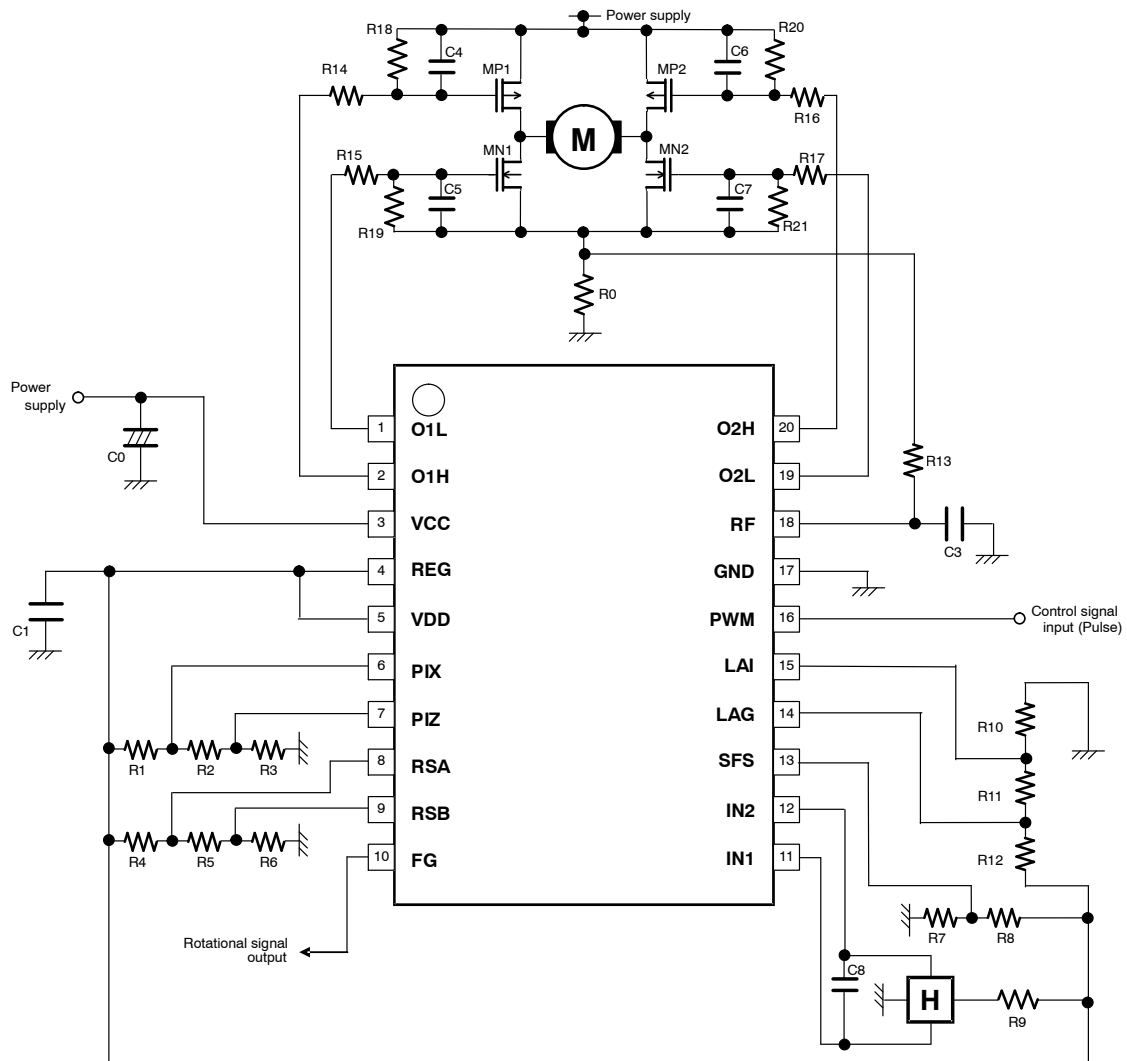 Power supply
R18
R20
C4
C6
MP1
MP2
R14
R16
M
R15
MN1
MN2
R17
C5
C7
R19
R21
R0
Power
supply
C0
1
O1L
O2H
20
2
O1H
O2L
19
R13
3
VCC
RF
18
C3
4
REG
GND
17
C1
5
VDD
PWM
16
Control signal
input (Pulse)
6
PIX
LAI
15
7
PIZ
LAG
14
R10
R1
R2
R3
8
RSA
SFS
13
R11
9
RSB
IN2
12
R4
R5
R6
R12
10
FG
IN1
11
Rotational signal
output
R7
R8
C8
H
R9